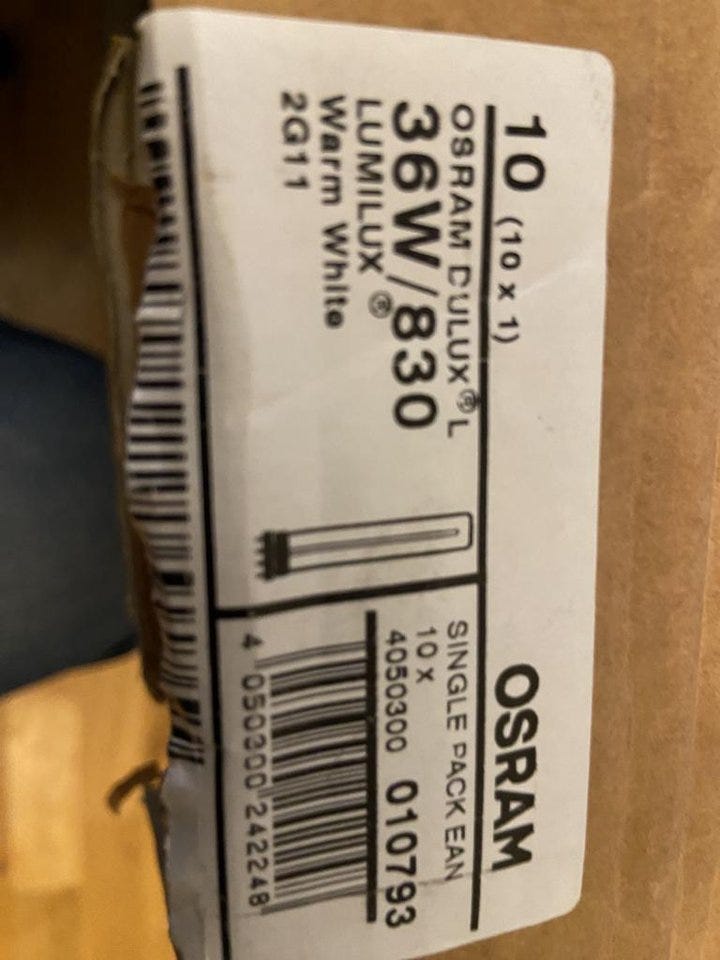 10 (10 x 1)
OSRAM
OSRAM DULUX® L
36W/830
LUMILUX®
Warm White
2G11
SINGLE PACK EAN
10 x
4050300 010793
4 050300 242248